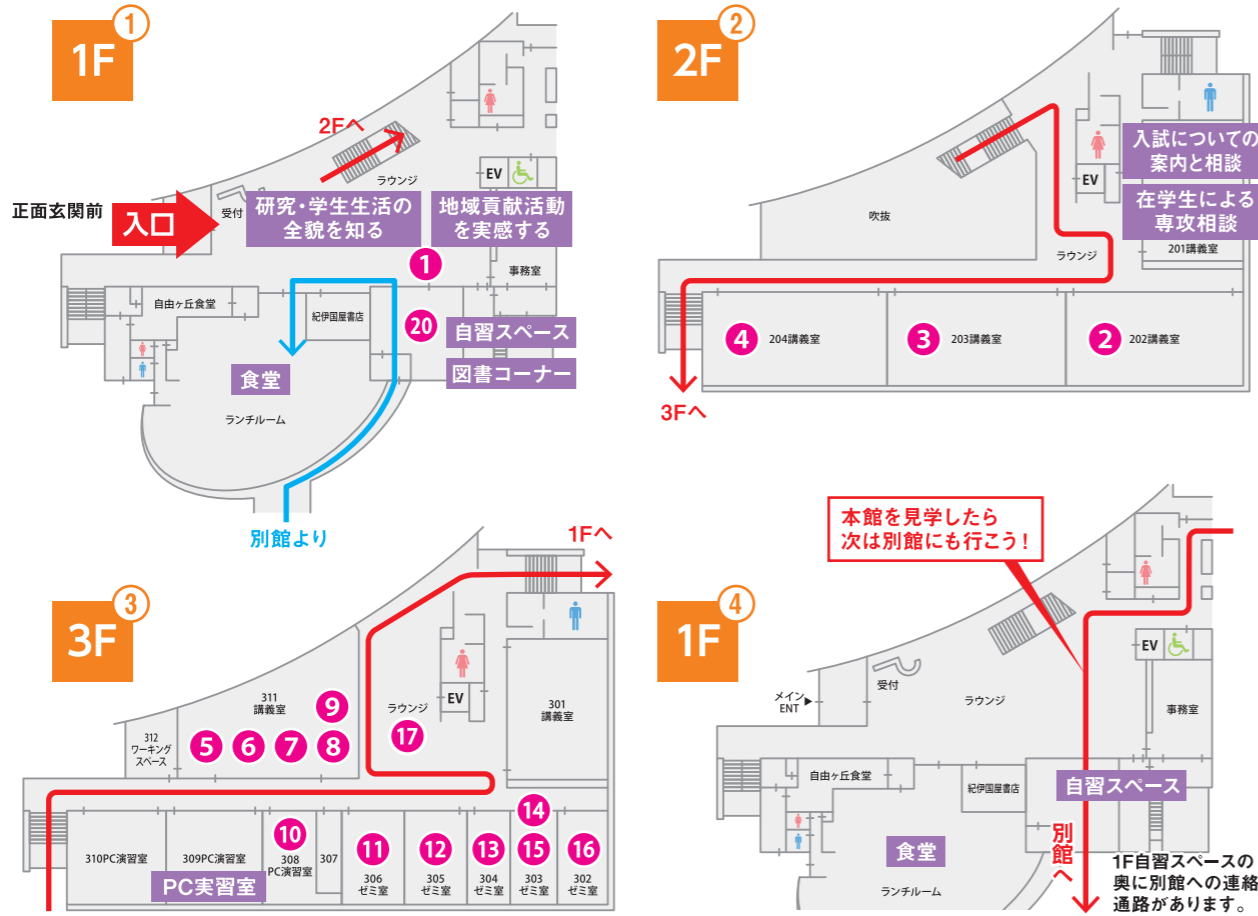 1F
①
2Fへ
ラウンジ
EV
正面玄関前
入口
受付
研究・学生生活の
全貌を知る
地域貢献活動
を実感する
1
事務室
自由ヶ丘食堂
紀伊国屋書店
20
自習スペース
図書コーナー
食堂
ランチルーム
別館より
2F
②
入試についての
案内と相談
EV
在学生による
専攻相談
吹抜
ラウンジ
201講義室
4
204講義室
3
203講義室
2
202講義室
3Fへ
3F
③
1Fへ
EV
311
講義室
9
ラウンジ
17
301
講義室
312
ワーキング
スペース
5
6
7
8
14
10
11
12
13
15
16
310PC演習室
309PC演習室
308
PC演習室
307
306
ゼミ室
305
ゼミ室
304
ゼミ室
303
ゼミ室
302
ゼミ室
PC実習室
本館を見学したら
次は別館にも行こう！
1F
④
EV
メイン
ENT
受付
ラウンジ
事務室
自由ヶ丘食堂
紀伊国屋書店
自習スペース
食堂
ランチルーム
別館へ
1F自習スペースの
奥に別館への連絡
通路があります。